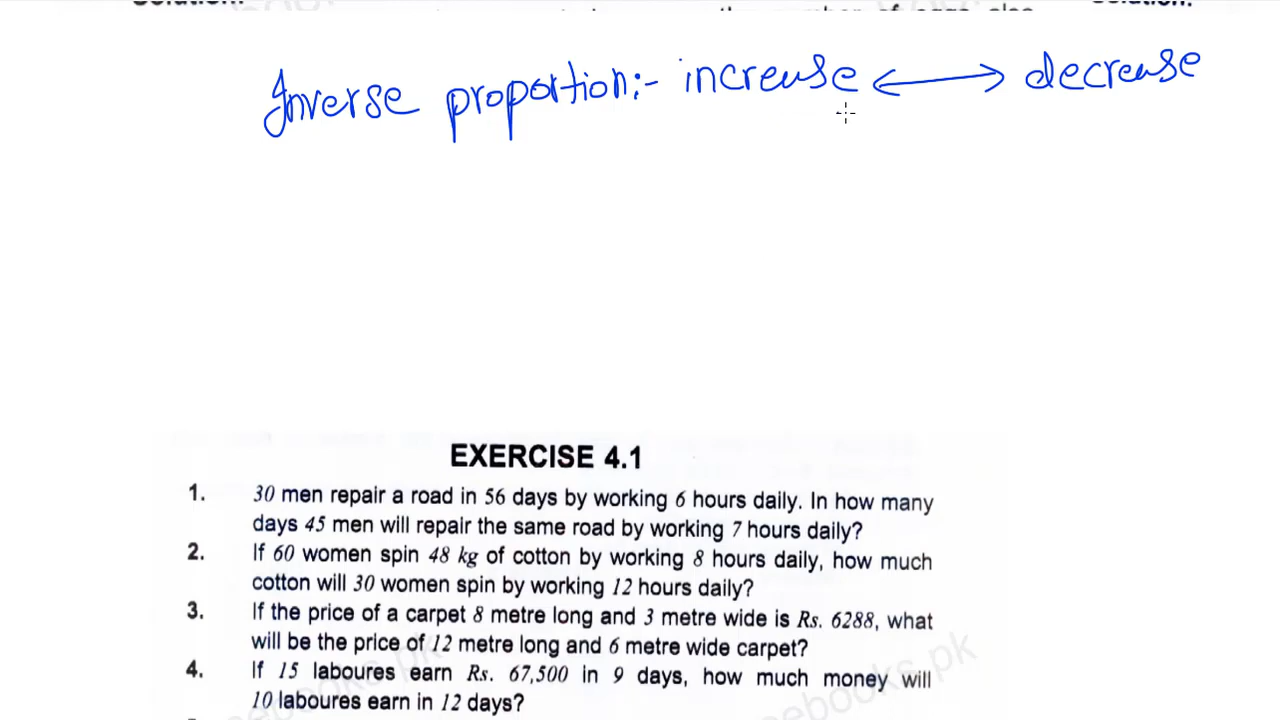 Inverse proportion:- increase ⟷ decrease
EXERCISE 4.1
1. 30 men repair a road in 56 days by working 6 hours daily. In how many
days 45 men will repair the same road by working 7 hours daily?
2. If 60 women spin 48 kg of cotton by working 8 hours daily, how much
cotton will 30 women spin by working 12 hours daily?
3. If the price of a carpet 8 metre long and 3 metre wide is Rs. 6288, what
will be the price of 12 metre long and 6 metre wide carpet?
4. If 15 laboures earn Rs. 67,500 in 9 days, how much money will
10 laboures earn in 12 days?